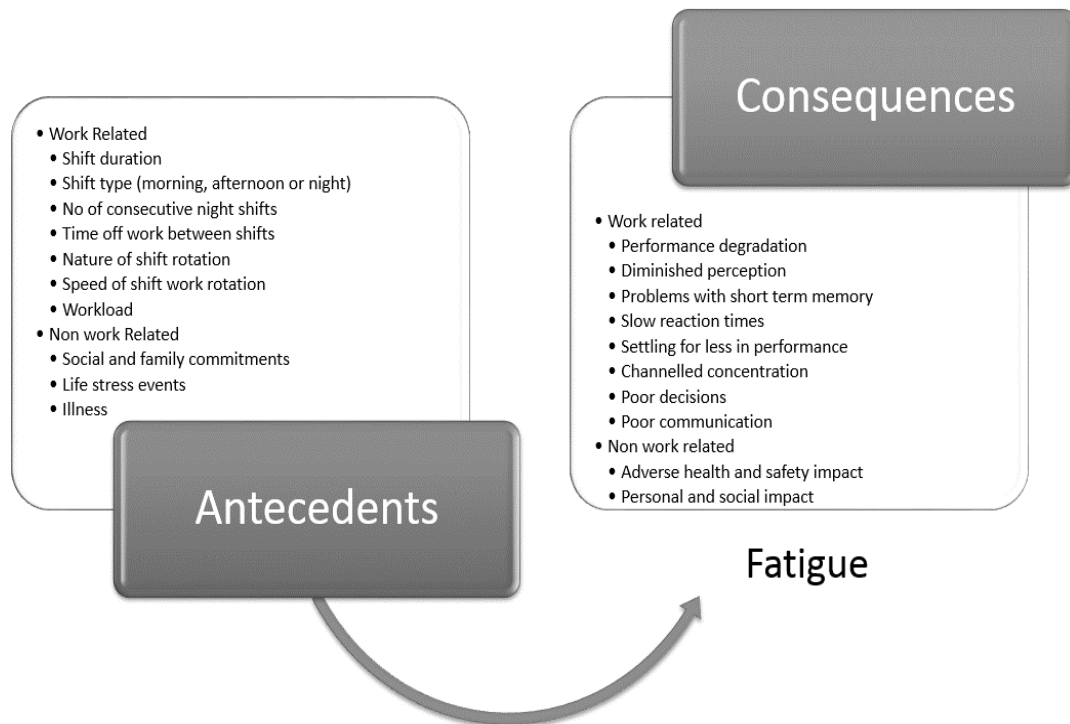 • Work Related
• Shift duration
• Shift type (morning, afternoon or night)
• No of consecutive night shifts
• Time off work between shifts
• Nature of shift rotation
• Speed of shift work rotation
• Workload
• Non work Related
• Social and family commitments
• Life stress events
• Illness
Antecedents
Consequences
• Work related
• Performance degradation
• Diminished perception
• Problems with short term memory
• Slow reaction times
• Settling for less in performance
• Channelled concentration
• Poor decisions
• Poor communication
• Non work related
• Adverse health and safety impact
• Personal and social impact
Fatigue